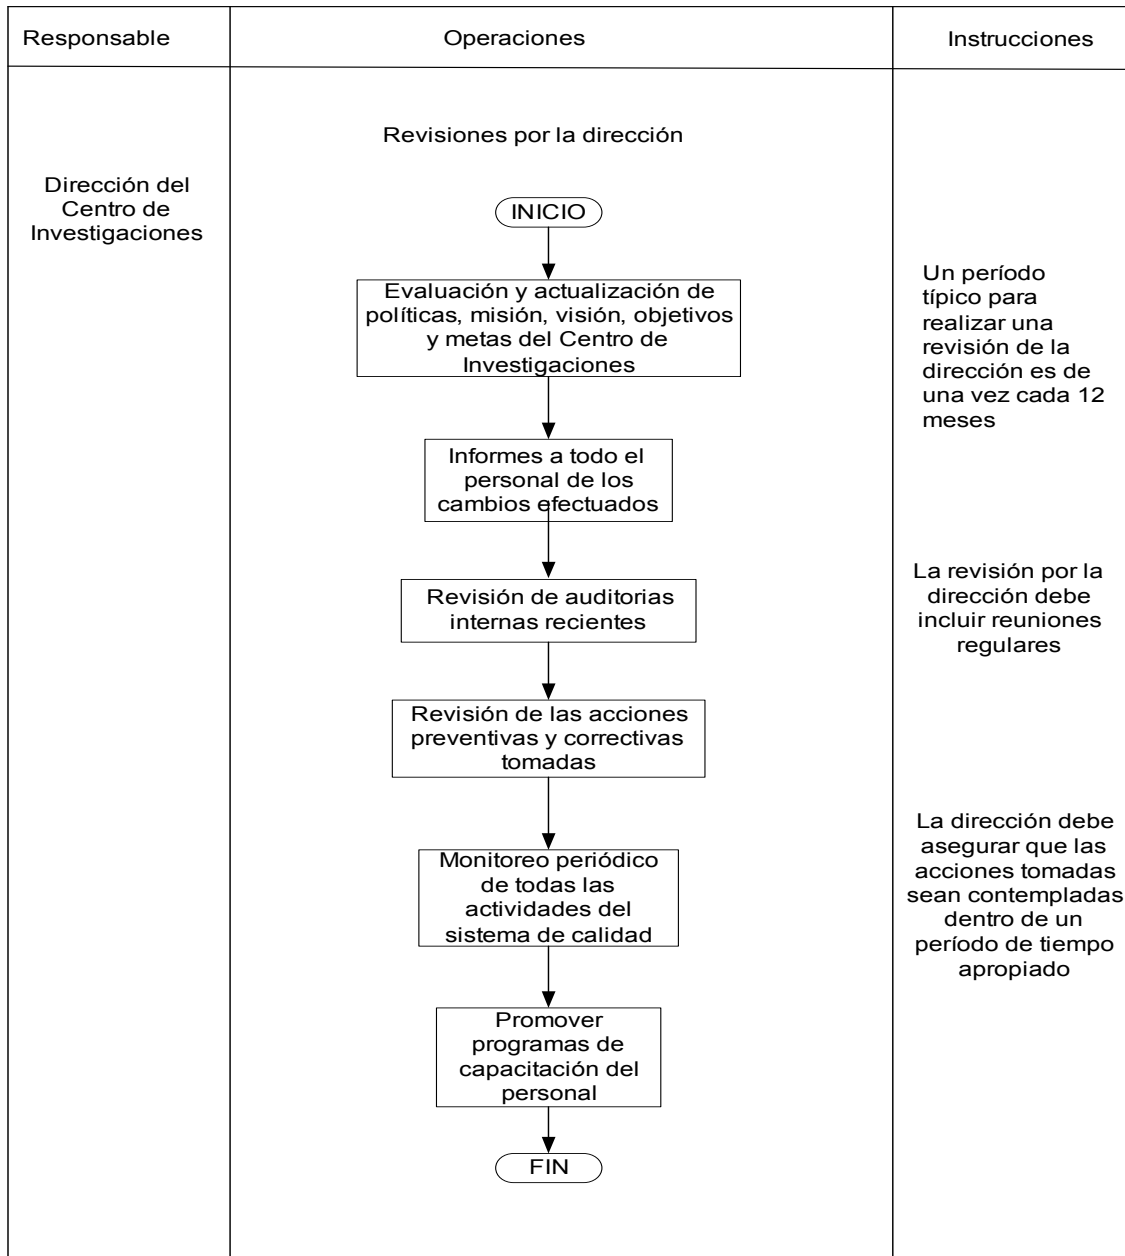 Responsable
Operaciones
Instrucciones
Revisiones por la dirección
Dirección del
Centro de
Investigaciones
INICIO
Evaluación y actualización de
políticas, misión, visión, objetivos
y metas del Centro de
Investigaciones
Un período
típico para
realizar una
revisión de la
dirección es de
una vez cada 12
meses
Informes a todo el
personal de los
cambios efectuados
Revisión de auditorias
internas recientes
La revisión por la
dirección debe
incluir reuniones
regulares
Revisión de las acciones
preventivas y correctivas
tomadas
Monitoreo periódico
de todas las
actividades del
sistema de calidad
La dirección debe
asegurar que las
acciones tomadas
sean contempladas
dentro de un
período de tiempo
apropiado
Promover
programas de
capacitación del
personal
FIN